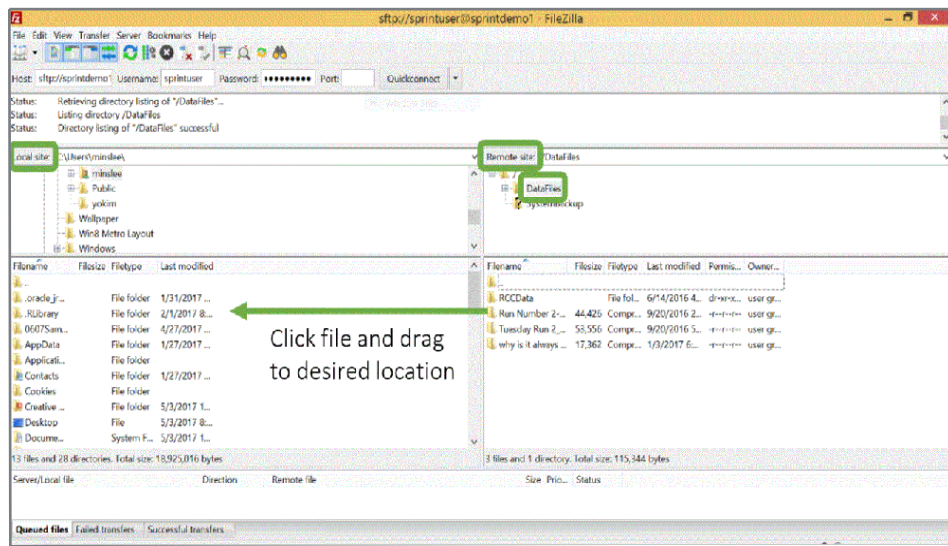 sftp://sprintuser@sprintdemo1 - FileZilla
File Edit View Transfer Server Bookmarks Help
Host: sftp://sprintdemo1 Username: sprintuser Password: ●●●●●●●●● Port: Quickconnect
Status: Retrieving directory listing of "/DataFiles"...
Status: Listing directory /DataFiles
Status: Directory listing of "/DataFiles" successful
Local site: C:\Users\minslee\
minslee
Public
yokim
Wallpaper
Win8 Metro Layout
Windows
Remote site: /DataFiles
/
DataFiles
SystemBackup
Filename Filesize Filetype Last modified
..
.oracle_jr... File folder 1/31/2017 ...
.RLibrary File folder 2/1/2017 8:...
0607Sam... File folder 4/27/2017 ...
AppData File folder 1/27/2017 ...
Applicati... File folder
Contacts File folder 1/27/2017 ...
Cookies File folder
Creative ... File folder 5/3/2017 1...
Desktop File 5/3/2017 8:...
Docume... System F... 5/3/2017 1...
13 files and 28 directories. Total size: 18,925,016 bytes
Click file and drag
to desired location
Filename Filesize Filetype Last modified Permis... Owner...
..
RCCData File fol... 6/14/2016 4... dr-xr-x... user gr...
Run Number 2-... 44,426 Compr... 9/20/2016 2... -r--r--r-- user gr...
Tuesday Run 2_... 53,556 Compr... 9/20/2016 5... -r--r--r-- user gr...
why is it always ... 17,362 Compr... 1/3/2017 6:... -r--r--r-- user gr...
3 files and 1 directory. Total size: 115,344 bytes
Server/Local file Direction Remote file Size Prio... Status
Queued files Failed transfers Successful transfers